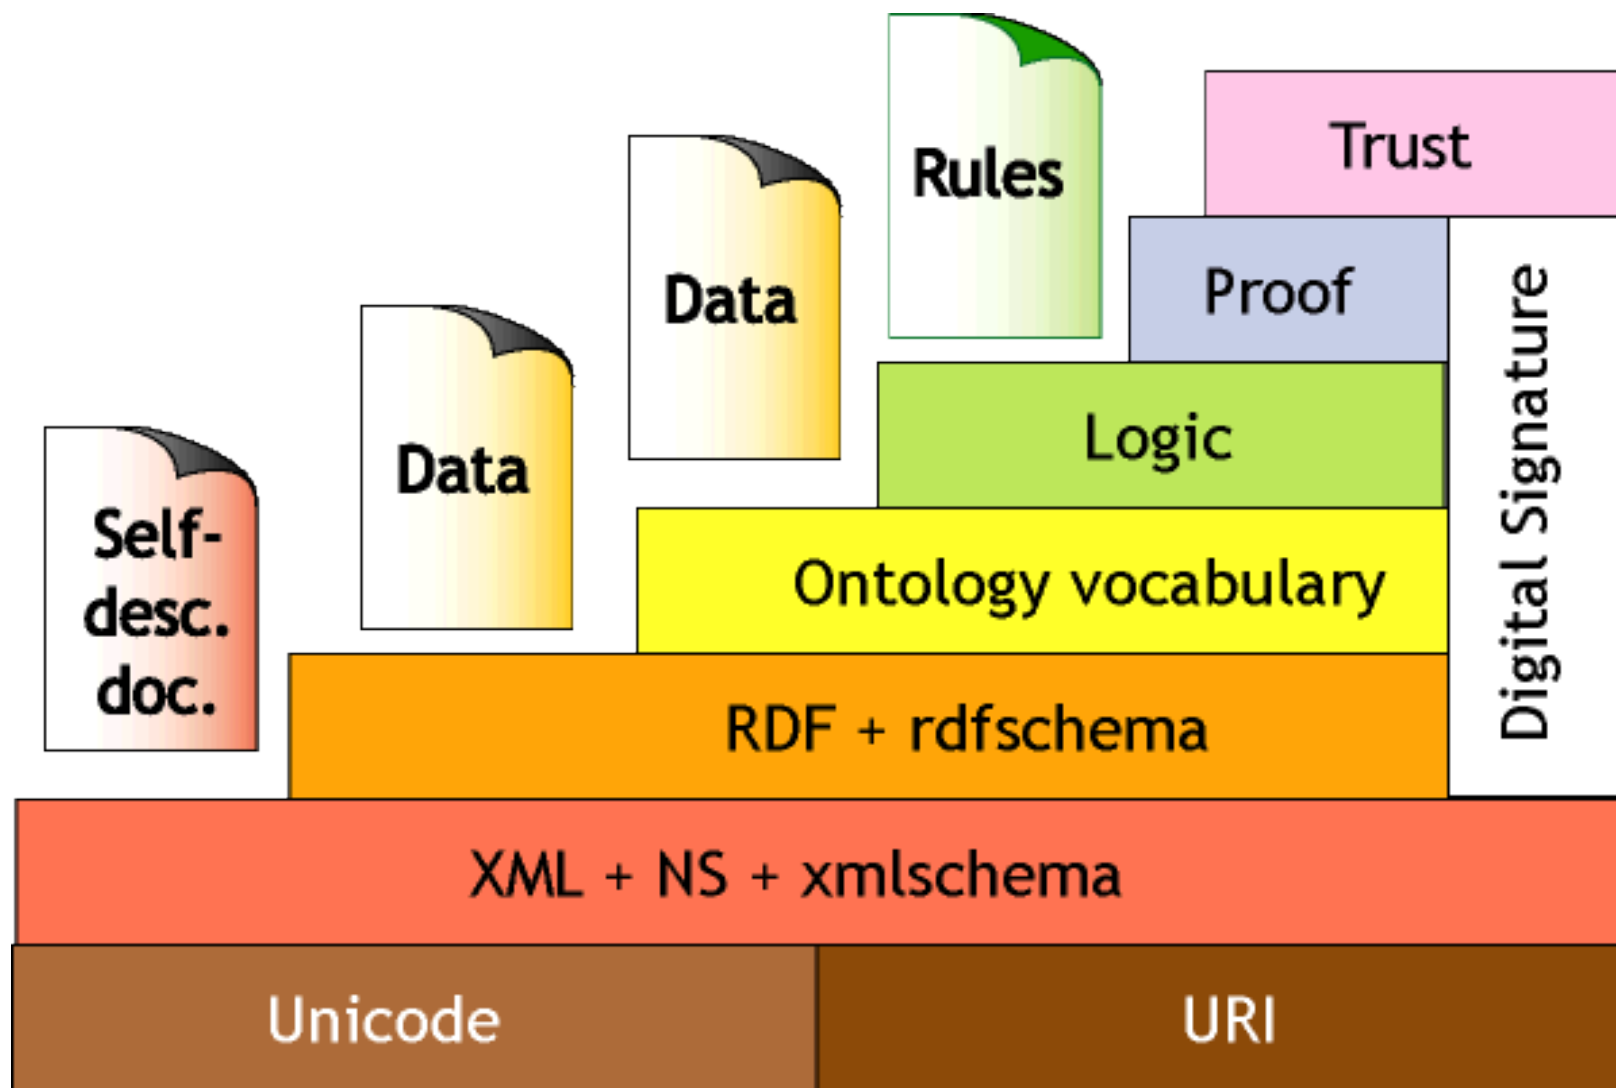 Rules
Trust
Data
Proof
Data
Logic
Digital Signature
Self-
desc.
doc.
Ontology vocabulary
RDF + rdfschema
XML + NS + xmlschema
Unicode
URI